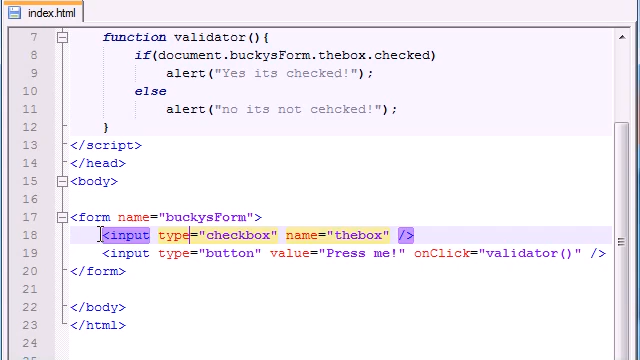 index.html
7 function validator(){
8 if(document.buckysForm.thebox.checked)
9 alert("Yes its checked!");
10 else
11 alert("no its not cehcked!");
12 }
13 </script>
14 </head>
15 <body>
16
17 <form name="buckysForm">
18 <input type="checkbox" name="thebox" />
19 <input type="button" value="Press me!" onClick="validator()" />
20 </form>
21
22 </body>
23 </html>
24